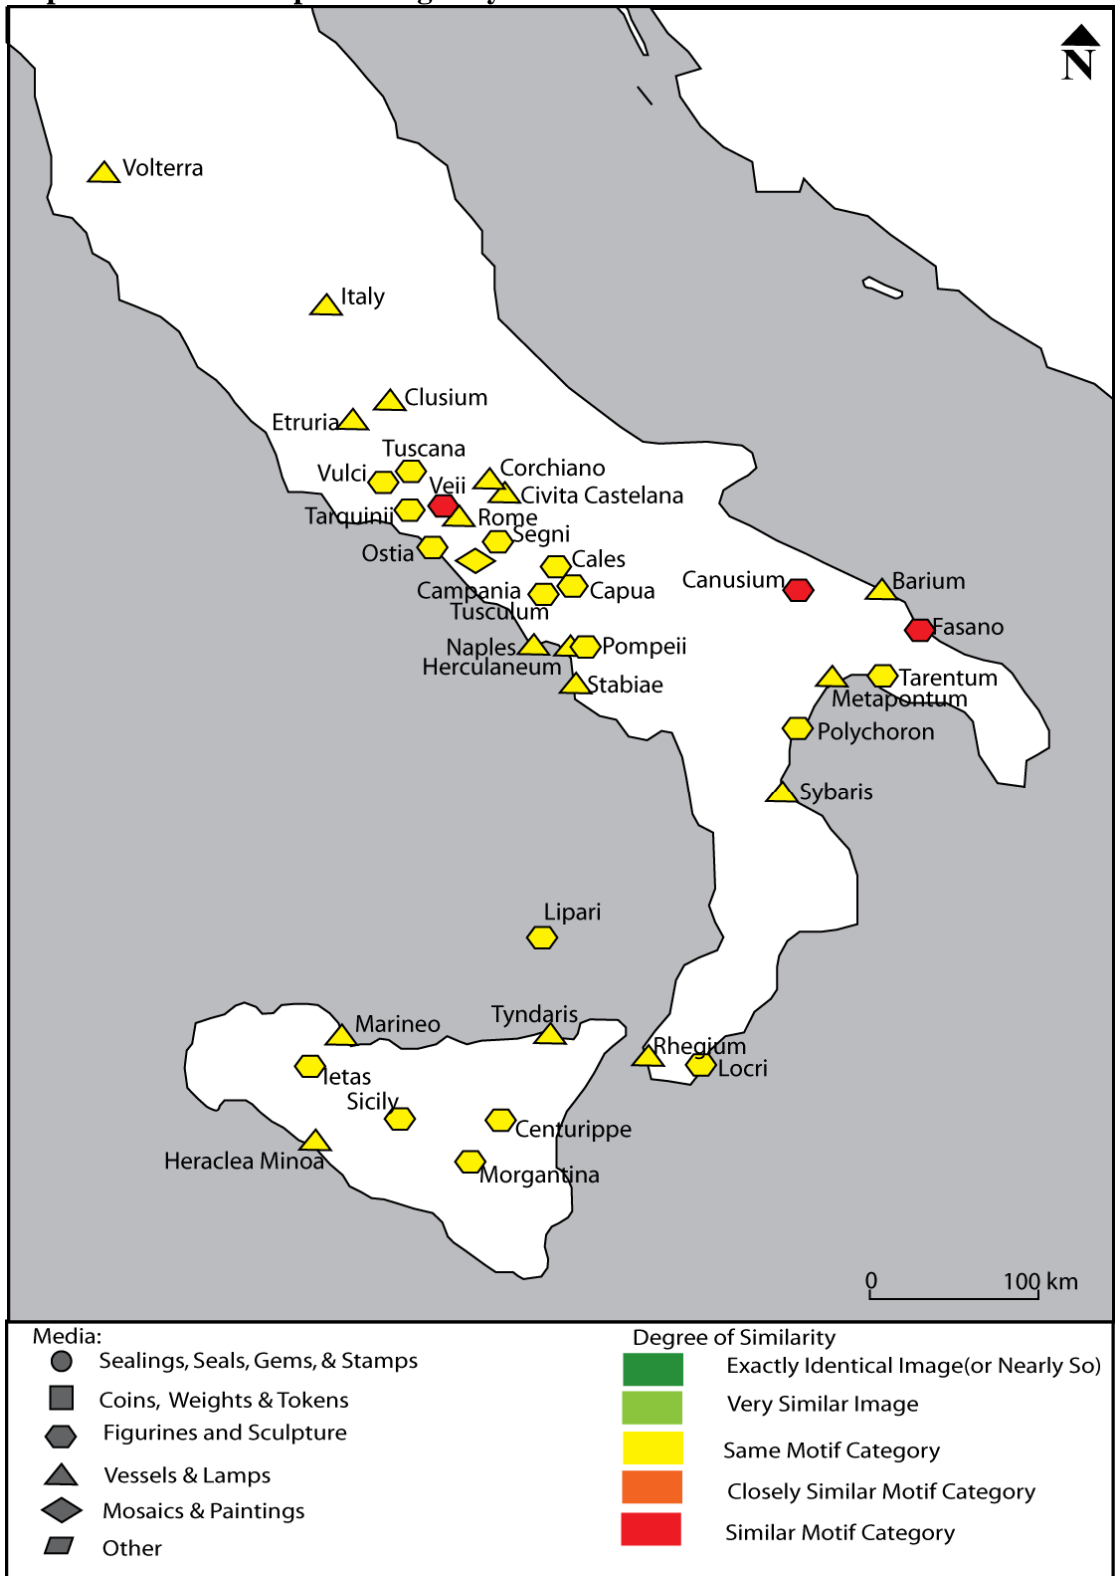 N
Volterra
Italy
Clusium
Etruria
Tuscana
Vulci
Corchiano
Veii
Civita Castelana
Tarquinii
Rome
Segni
Ostia
Cales
Canusium
Barium
Campania
Capua
Tusculum
Fasano
Naples
Pompeii
Herculaneum
Stabiae
Tarentum
Metapontum
Polychoron
Sybaris
Lipari
Tyndaris
Marineo
Rhegium
Locri
Ietas
Sicily
Centurippe
Heraclea Minoa
Morgantina
0 100 km
Media:
Sealings, Seals, Gems, & Stamps
Coins, Weights & Tokens
Figurines and Sculpture
Vessels & Lamps
Mosaics & Paintings
Other
Degree of Similarity
Exactly Identical Image(or Nearly So)
Very Similar Image
Same Motif Category
Closely Similar Motif Category
Similar Motif Category